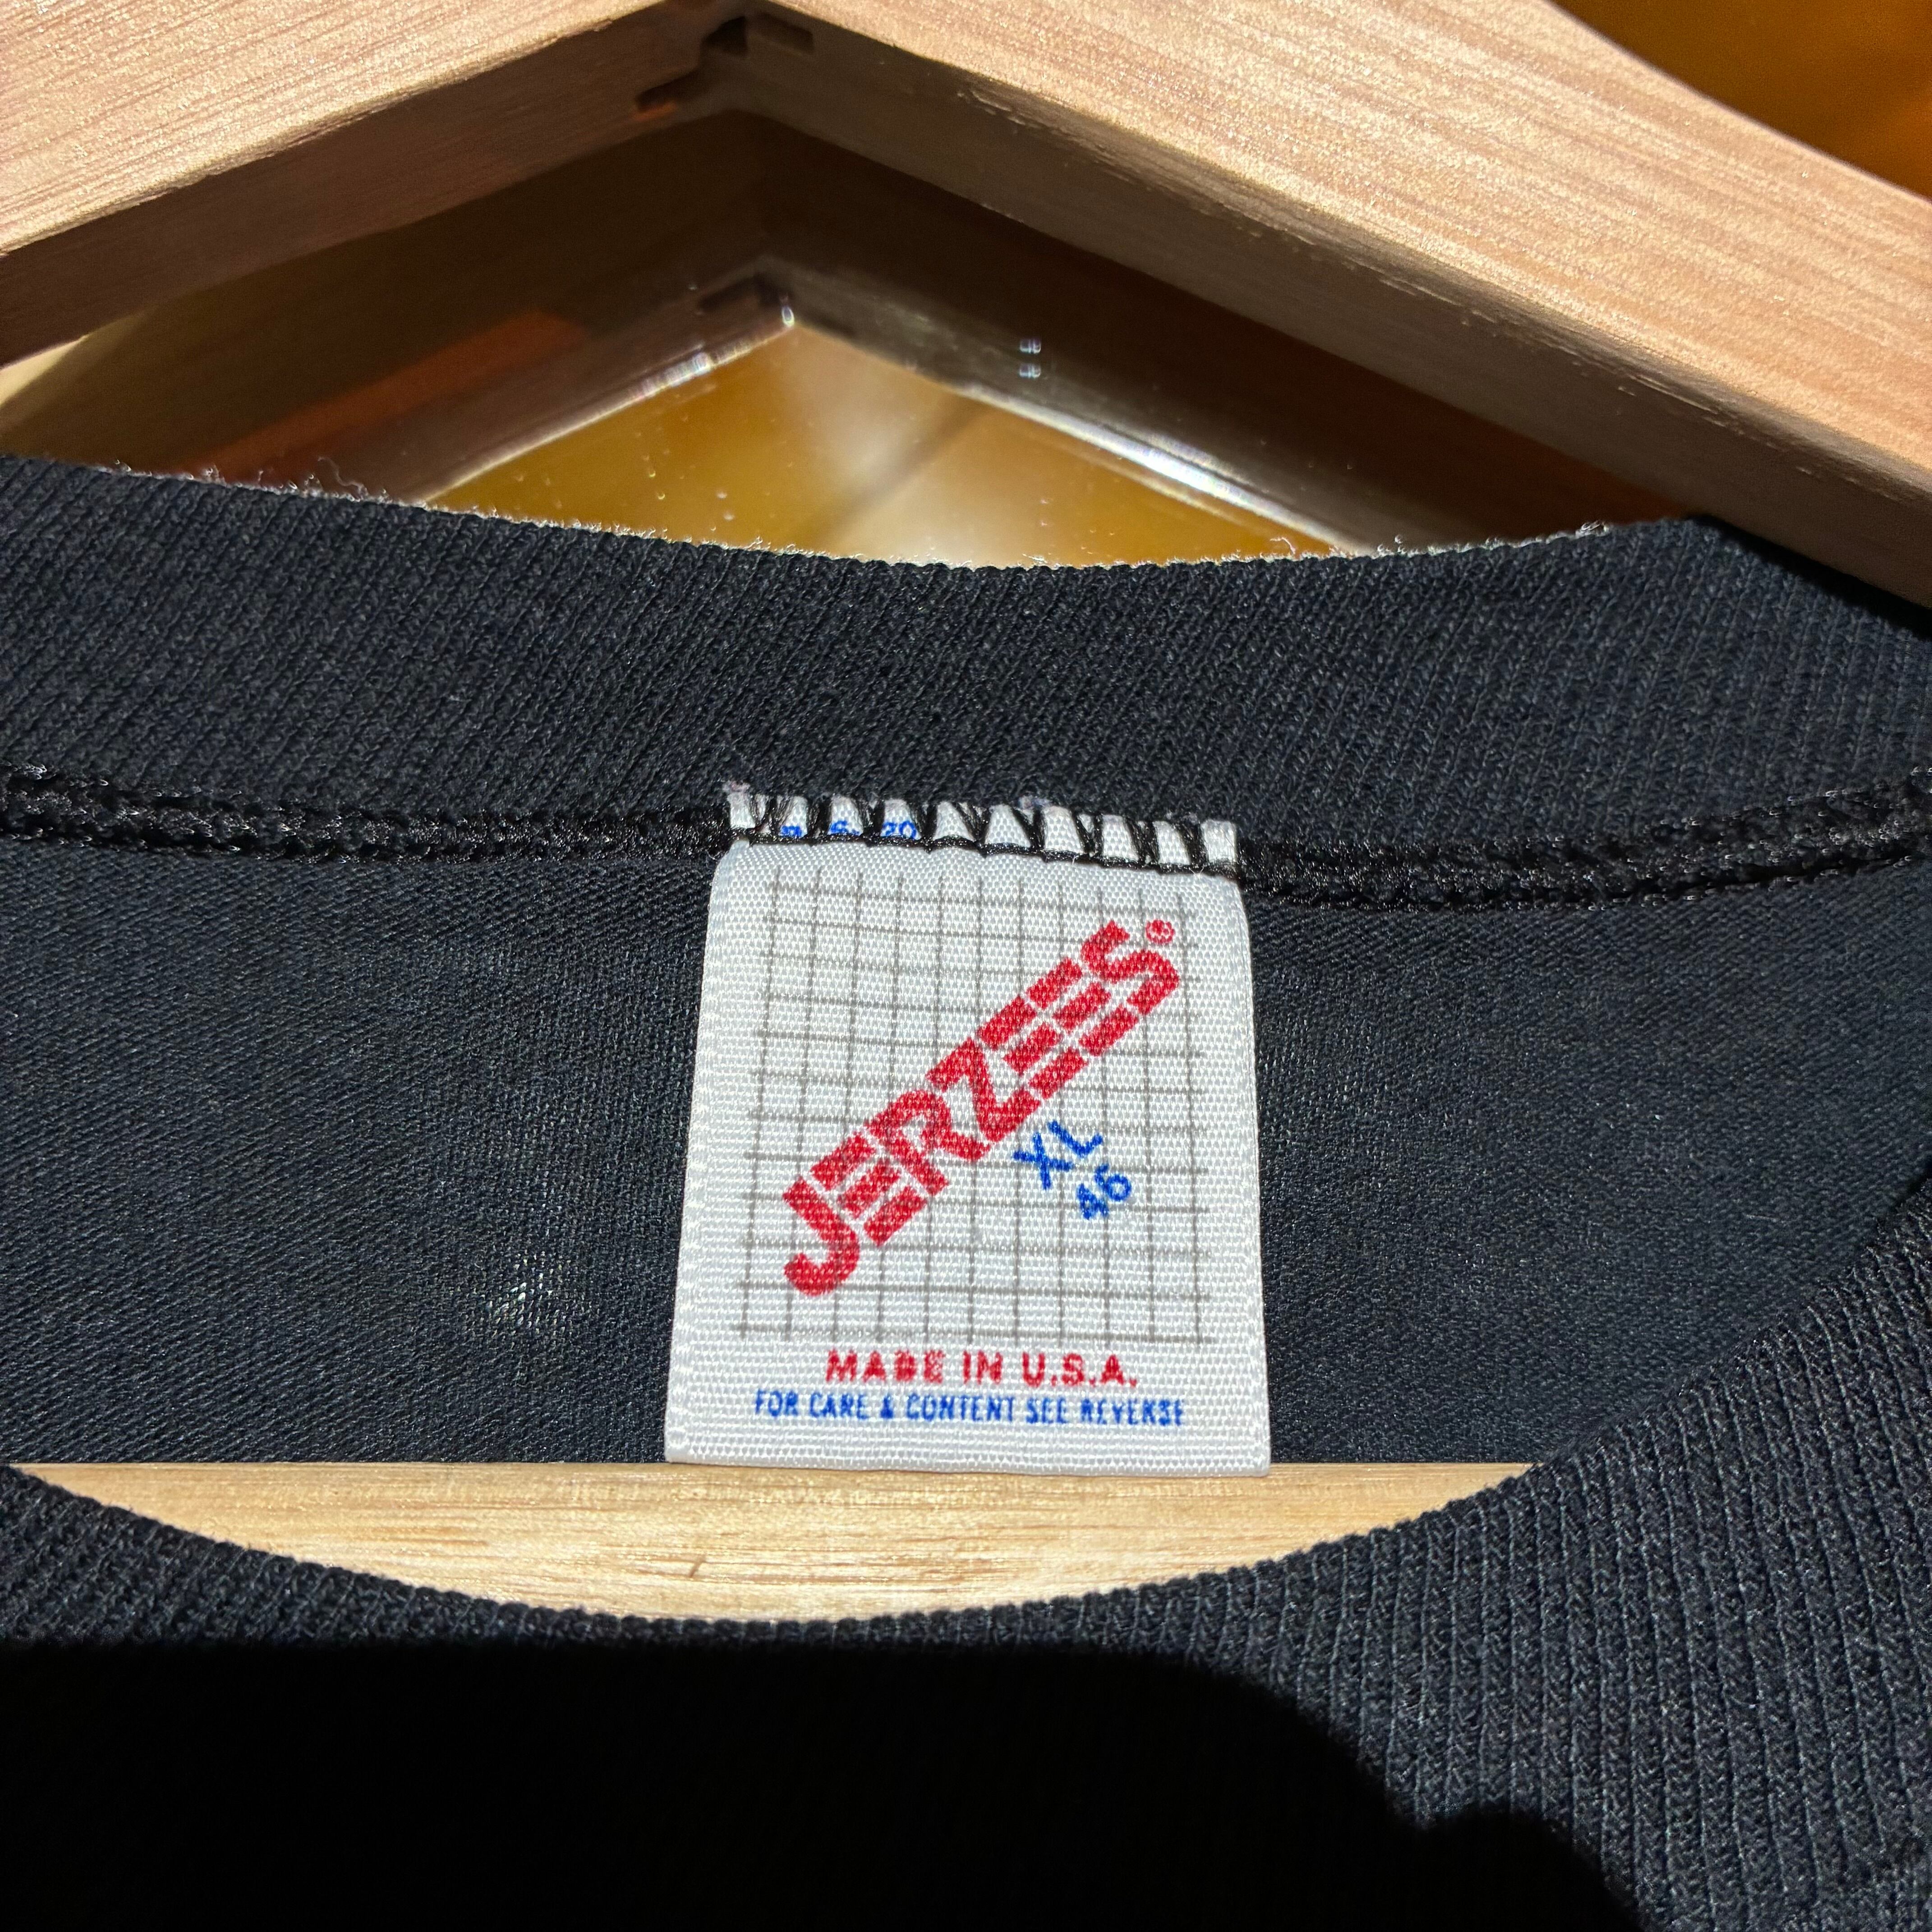 JERZEES®
XL
46
MADE IN U.S.A.
FOR CARE & CONTENT SEE REVERSE